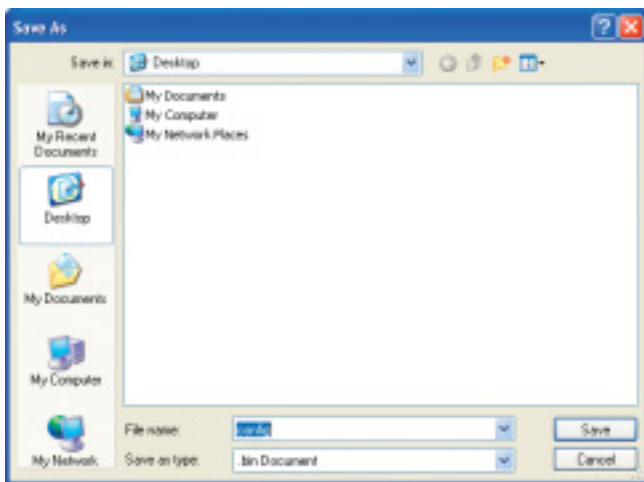 Save As
Save in:
Desktop
My Documents
My Computer
My Network Places
My Recent
Documents
Desktop
My Documents
My Computer
My Network
File name:
config
Save
Save as type:
.bin Document
Cancel